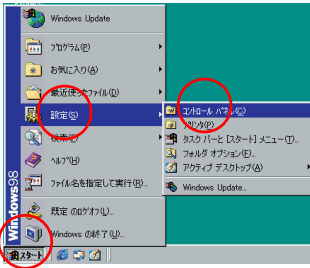 Windows Update
ﾌﾟﾛｸﾞﾗﾑ(P)
お気に入り(A)
最近使ったファイル(D)
設定(S)
検索(F)
ヘルプ(H)
ファイル名を指定して実行(R)...
既定 のログオフ(L)...
Windows の終了(U)...
Windows98
コントロール パネル(C)
プリンタ(P)
タスク バーと [スタート] メニュー(T)...
フォルダ オプション(F)...
アクティブ デスクトップ(A)
Windows Update...
スタート